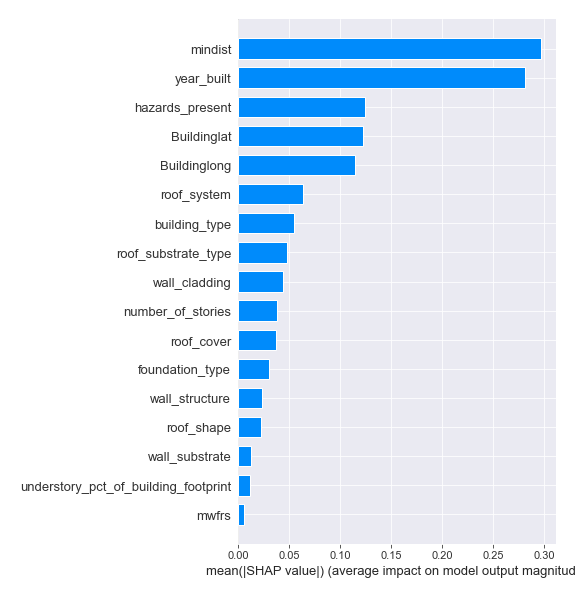 mindist
year_built
hazards_present
Buildinglat
Buildinglong
roof_system
building_type
roof_substrate_type
wall_cladding
number_of_stories
roof_cover
foundation_type
wall_structure
roof_shape
wall_substrate
understory_pct_of_building_footprint
mwfrs
0.00 0.05 0.10 0.15 0.20 0.25 0.30
mean(|SHAP value|) (average impact on model output magnitud